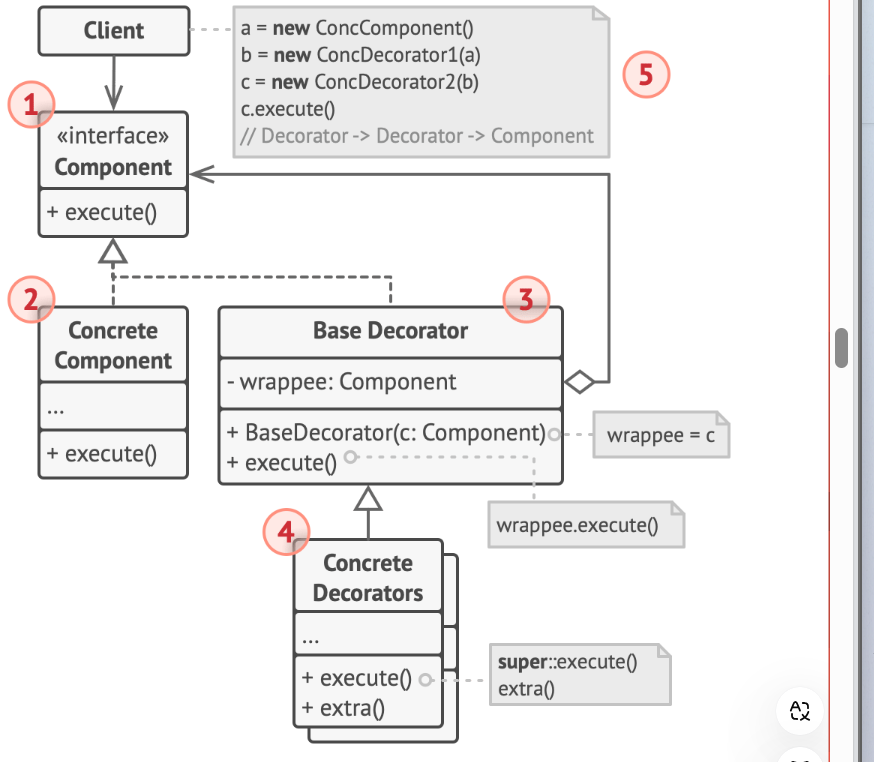 Client
a = new ConcComponent()
b = new ConcDecorator1(a)
c = new ConcDecorator2(b)
c.execute()
// Decorator -> Decorator -> Component
5
1
«interface»
Component
+ execute()
2
Concrete
Component
...
+ execute()
3
Base Decorator
- wrappee: Component
+ BaseDecorator(c: Component)
+ execute()
wrappee = c
wrappee.execute()
4
Concrete
Decorators
...
+ execute()
+ extra()
super::execute()
extra()